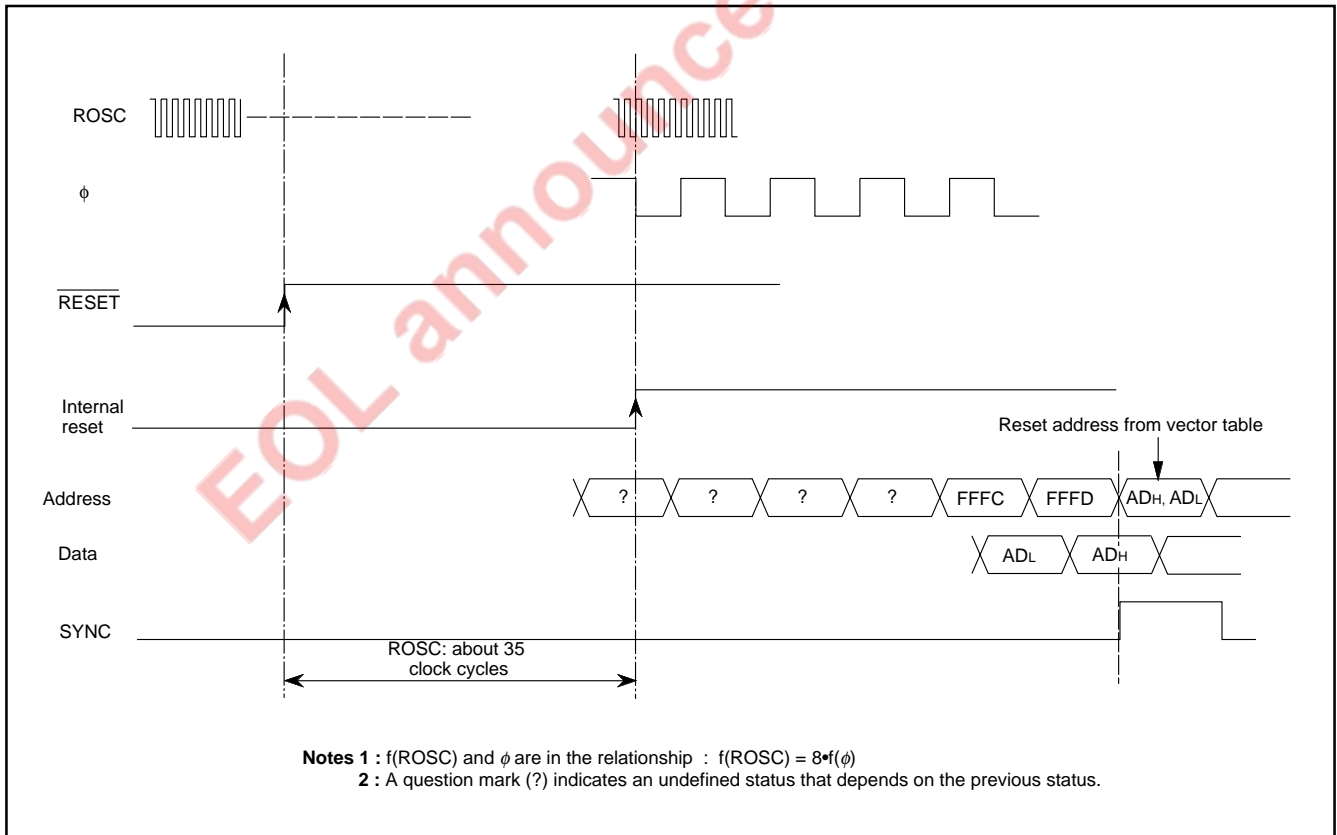 EOL announce
ROSC
ϕ
RESET
Internal
reset
Reset address from vector table
Address
? ? ? ? FFFC FFFD ADH, ADL
Data
ADL ADH
SYNC
ROSC: about 35
clock cycles
Notes 1 : f(ROSC) and ϕ are in the relationship : f(ROSC) = 8•f(ϕ)
2 : A question mark (?) indicates an undefined status that depends on the previous status.